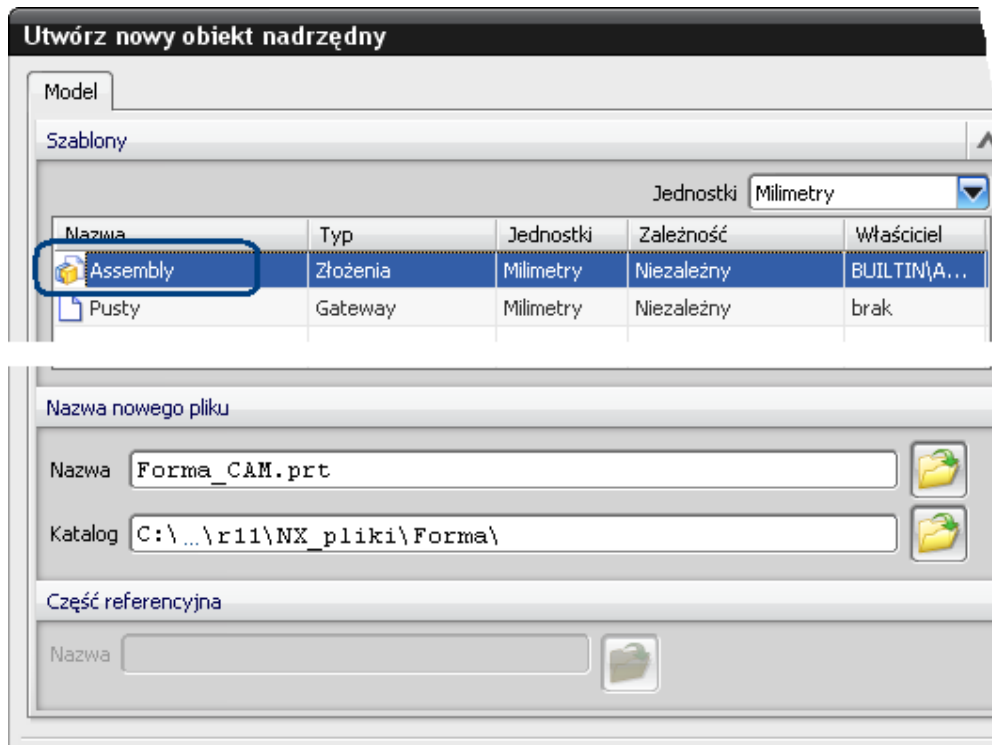 Utwórz nowy obiekt nadrzędny
Model
Szablony
Jednostki Milimetry
Nazwa Typ Jednostki Zależność Właściciel
Assembly Złożenia Milimetry Niezależny BUILTIN\A...
Pusty Gateway Milimetry Niezależny brak
Nazwa nowego pliku
Nazwa Forma_CAM.prt
Katalog C:\...\r11\NX_pliki\Forma\
Część referencyjna
Nazwa